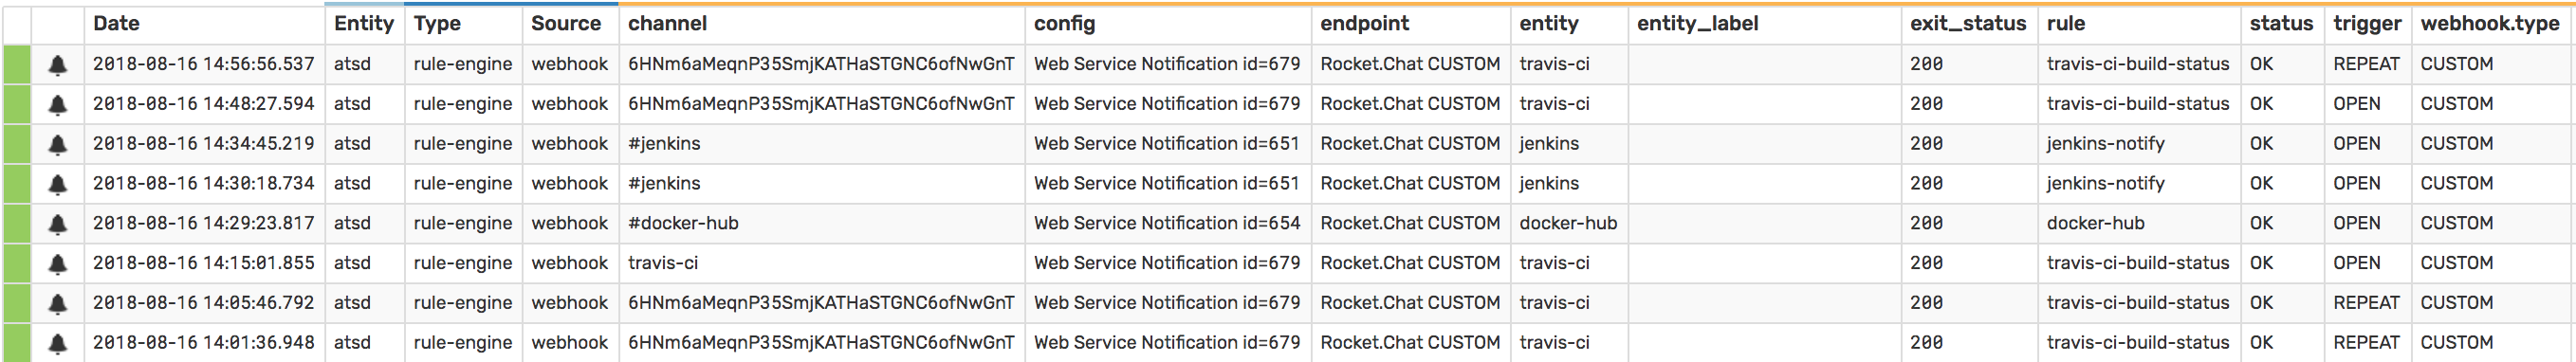 Date Entity Type Source channel config endpoint entity entity_label exit_status rule status trigger webhook.type
2018-08-16 14:56:56.537 atsd rule-engine webhook 6HNm6aMeqnP35SmjKATHaSTGNC6ofNwGnT Web Service Notification id=679 Rocket.Chat CUSTOM travis-ci 200 travis-ci-build-status OK REPEAT CUSTOM
2018-08-16 14:48:27.594 atsd rule-engine webhook 6HNm6aMeqnP35SmjKATHaSTGNC6ofNwGnT Web Service Notification id=679 Rocket.Chat CUSTOM travis-ci 200 travis-ci-build-status OK OPEN CUSTOM
2018-08-16 14:34:45.219 atsd rule-engine webhook #jenkins Web Service Notification id=651 Rocket.Chat CUSTOM jenkins 200 jenkins-notify OK OPEN CUSTOM
2018-08-16 14:30:18.734 atsd rule-engine webhook #jenkins Web Service Notification id=651 Rocket.Chat CUSTOM jenkins 200 jenkins-notify OK OPEN CUSTOM
2018-08-16 14:29:23.817 atsd rule-engine webhook #docker-hub Web Service Notification id=654 Rocket.Chat CUSTOM docker-hub 200 docker-hub OK OPEN CUSTOM
2018-08-16 14:15:01.855 atsd rule-engine webhook travis-ci Web Service Notification id=679 Rocket.Chat CUSTOM travis-ci 200 travis-ci-build-status OK OPEN CUSTOM
2018-08-16 14:05:46.792 atsd rule-engine webhook 6HNm6aMeqnP35SmjKATHaSTGNC6ofNwGnT Web Service Notification id=679 Rocket.Chat CUSTOM travis-ci 200 travis-ci-build-status OK REPEAT CUSTOM
2018-08-16 14:01:36.948 atsd rule-engine webhook 6HNm6aMeqnP35SmjKATHaSTGNC6ofNwGnT Web Service Notification id=679 Rocket.Chat CUSTOM travis-ci 200 travis-ci-build-status OK REPEAT CUSTOM